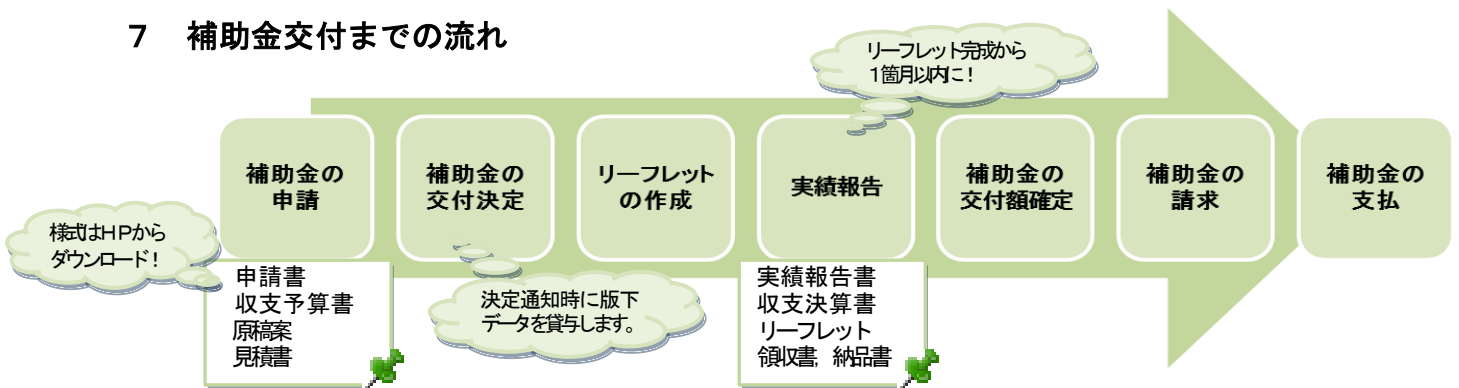 ７　補助金交付までの流れ
リーフレット完成から
１箇月以内に！
補助金の
申請
補助金の
交付決定
リーフレット
の作成
実績報告
補助金の
交付額確定
補助金の
請求
補助金の
支払
様式はＨＰから
ダウンロード！
申請書
収支予算書
原稿案
見積書
決定通知時に版下
データを貸与します。
実績報告書
収支決算書
リーフレット
領収書，納品書